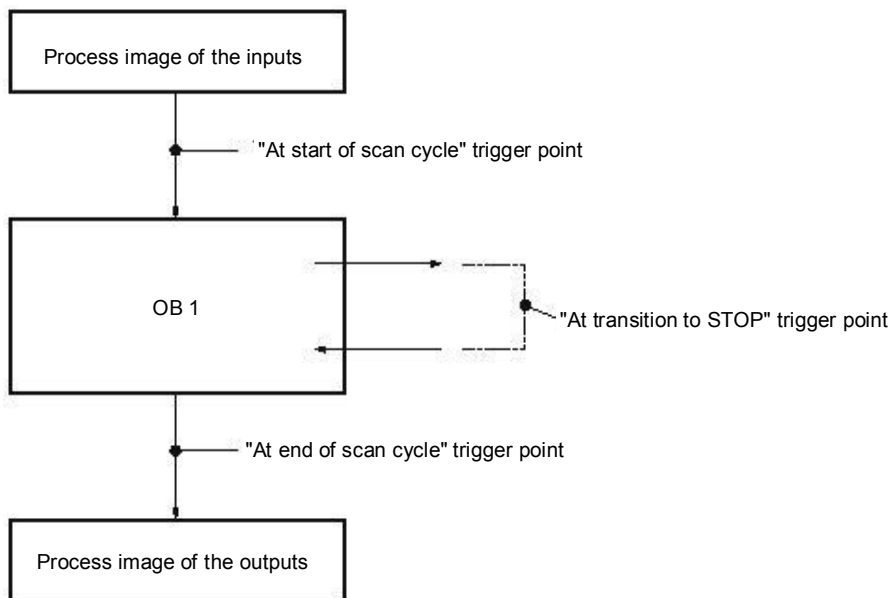 Process image of the inputs
"At start of scan cycle" trigger point
OB 1
"At transition to STOP" trigger point
"At end of scan cycle" trigger point
Process image of the outputs